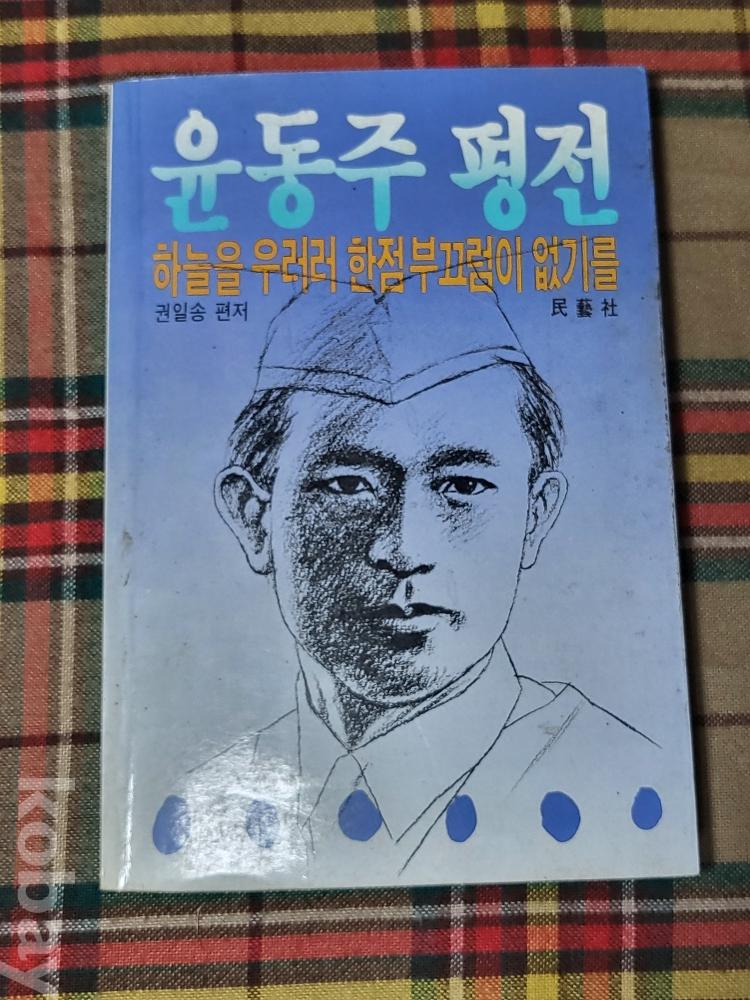 윤동주 평전
하늘을 우러러 한점 부끄럼이 없기를
권일송 편저
民藝社
kobay